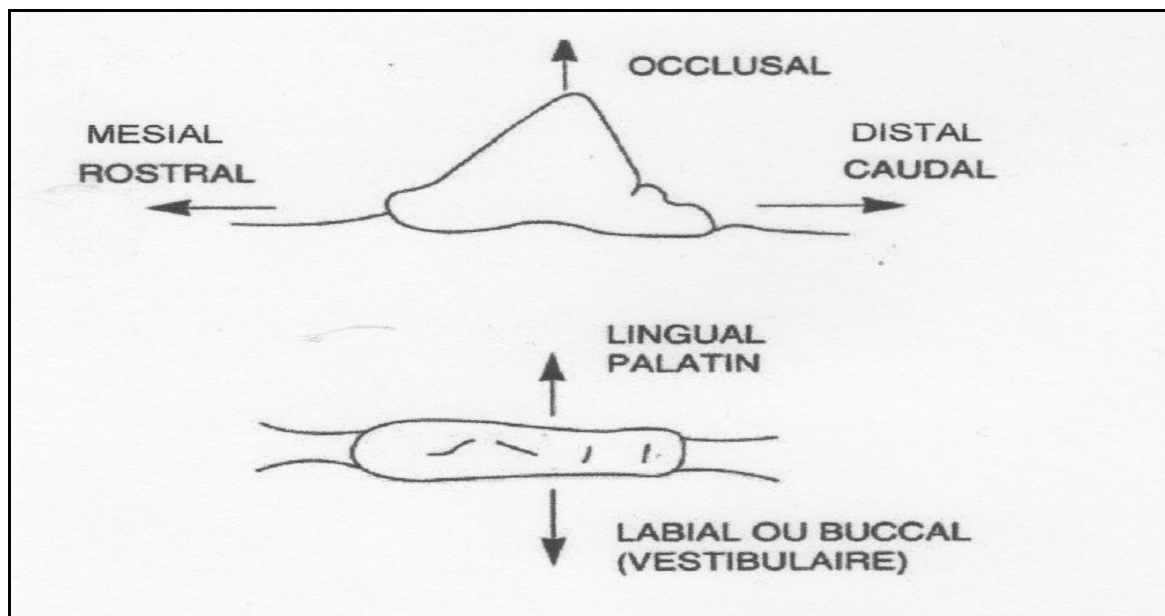 OCCLUSAL
MESIAL
ROSTRAL
DISTAL
CAUDAL
LINGUAL
PALATIN
LABIAL OU BUCCAL
(VESTIBULAIRE)